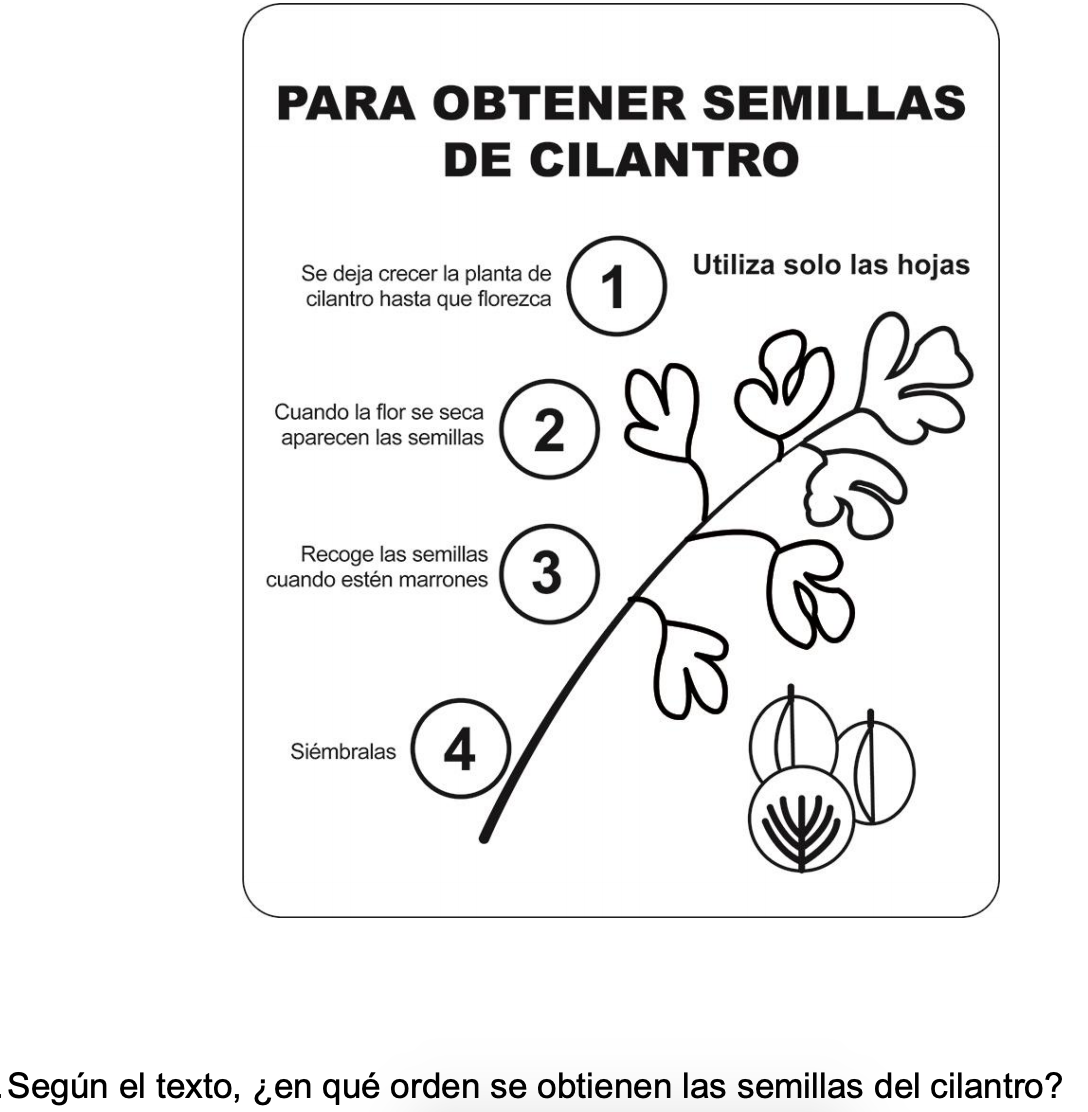 PARA OBTENER SEMILLAS
DE CILANTRO
Se deja crecer la planta de
cilantro hasta que florezca
1
Utiliza solo las hojas
Cuando la flor se seca
aparecen las semillas
2
Recoge las semillas
cuando estén marrones
3
Siémbralas
4
. Según el texto, ¿en qué orden se obtienen las semillas del cilantro?